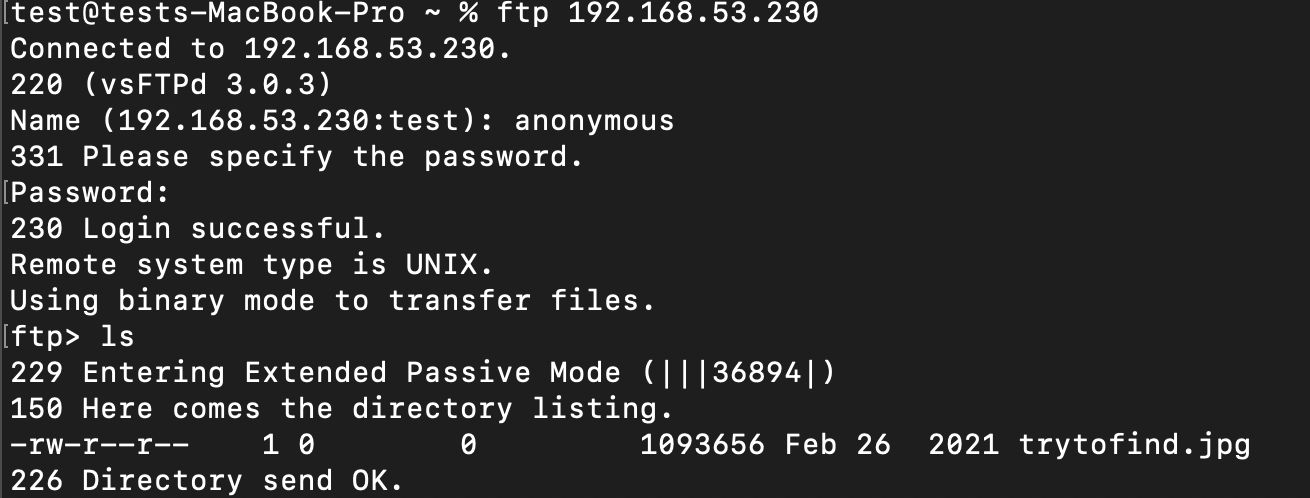 [test@tests-MacBook-Pro ~ % ftp 192.168.53.230
Connected to 192.168.53.230.
220 (vsFTPd 3.0.3)
Name (192.168.53.230:test): anonymous
331 Please specify the password.
[Password:
230 Login successful.
Remote system type is UNIX.
Using binary mode to transfer files.
[ftp> ls
229 Entering Extended Passive Mode (|||36894|)
150 Here comes the directory listing.
-rw-r--r--    1 0        0         1093656 Feb 26  2021 trytofind.jpg
226 Directory send OK.